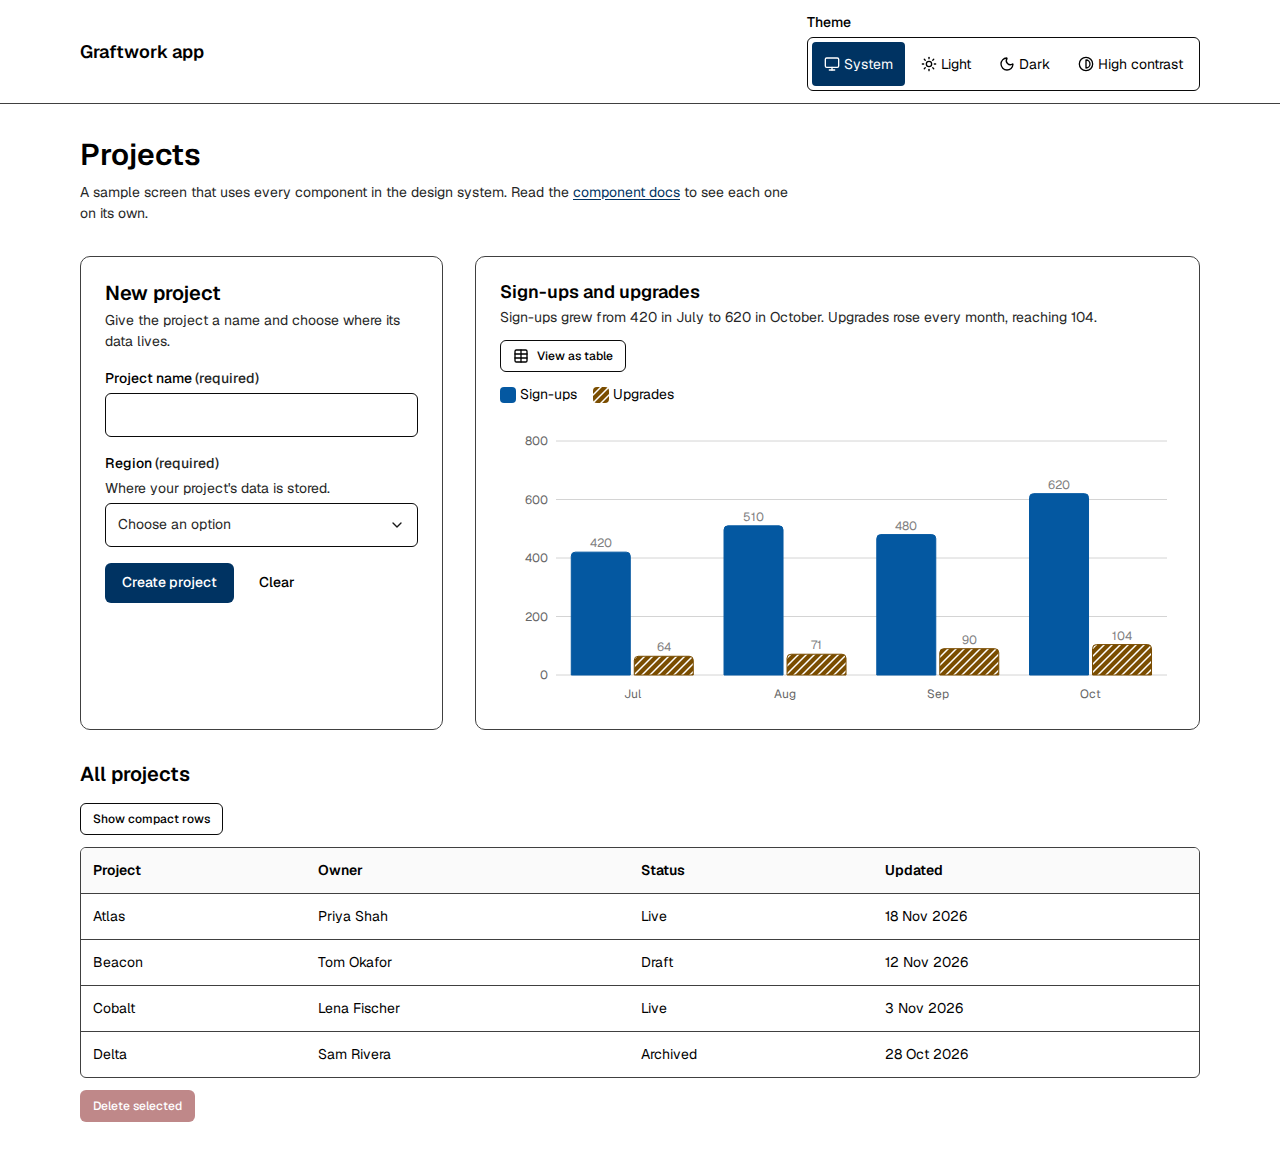 Graftwork app
Theme
System
Light
Dark
High contrast
Projects
A sample screen that uses every component in the design system. Read the component docs to see each one
on its own.
New project
Give the project a name and choose where its
data lives.
Project name (required)
Region (required)
Where your project's data is stored.
Choose an option
Create project
Clear
Sign-ups and upgrades
Sign-ups grew from 420 in July to 620 in October. Upgrades rose every month, reaching 104.
View as table
Sign-ups
Upgrades
800
600
400
200
0
420
64
510
71
480
90
620
104
Jul
Aug
Sep
Oct
All projects
Show compact rows
Project Owner Status Updated
Atlas Priya Shah Live 18 Nov 2026
Beacon Tom Okafor Draft 12 Nov 2026
Cobalt Lena Fischer Live 3 Nov 2026
Delta Sam Rivera Archived 28 Oct 2026
Delete selected